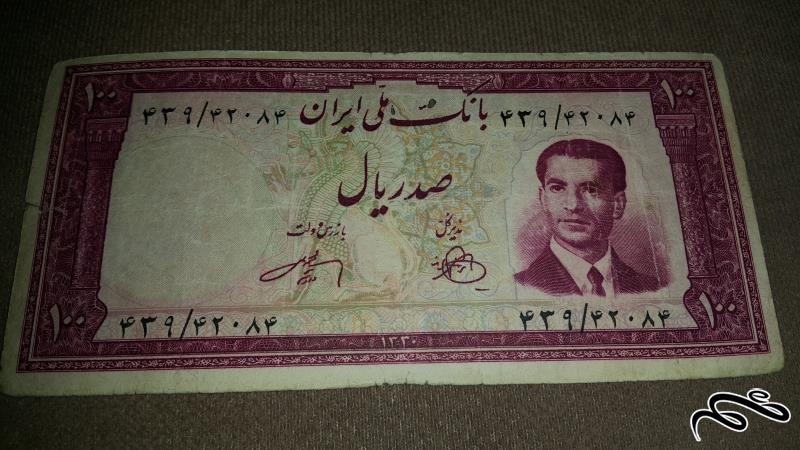 ۱۰۰ ۱۰۰
بانک ملی ایران
۴۳۹/۴۲۰۸۴ ۴۳۹/۴۲۰۸۴
صد ریال
مدیر کل بازرس دولت
۴۳۹/۴۲۰۸۴ ۴۳۹/۴۲۰۸۴
۱۰۰ ۱۰۰
۱۳۳۰